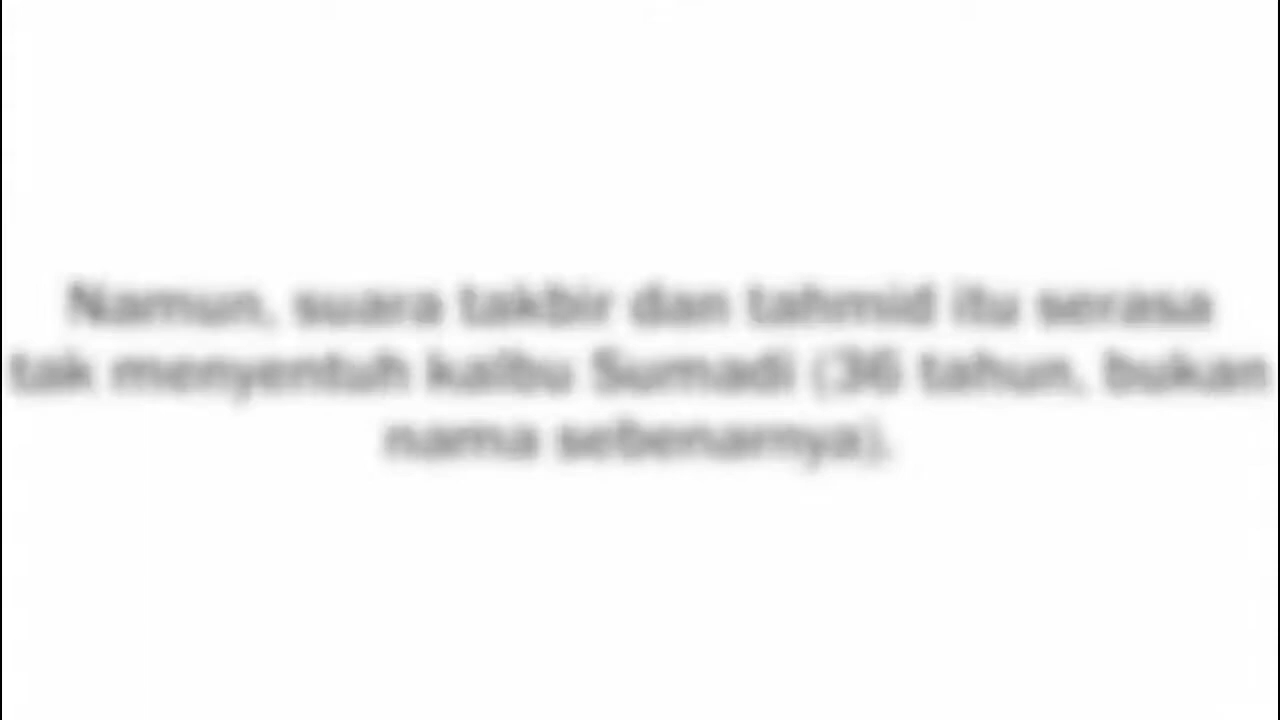 Namun, suara takbir dan tahmid itu serasa
tak menyentuh kalbu Sumadi (36 tahun, bukan
nama sebenarnya).